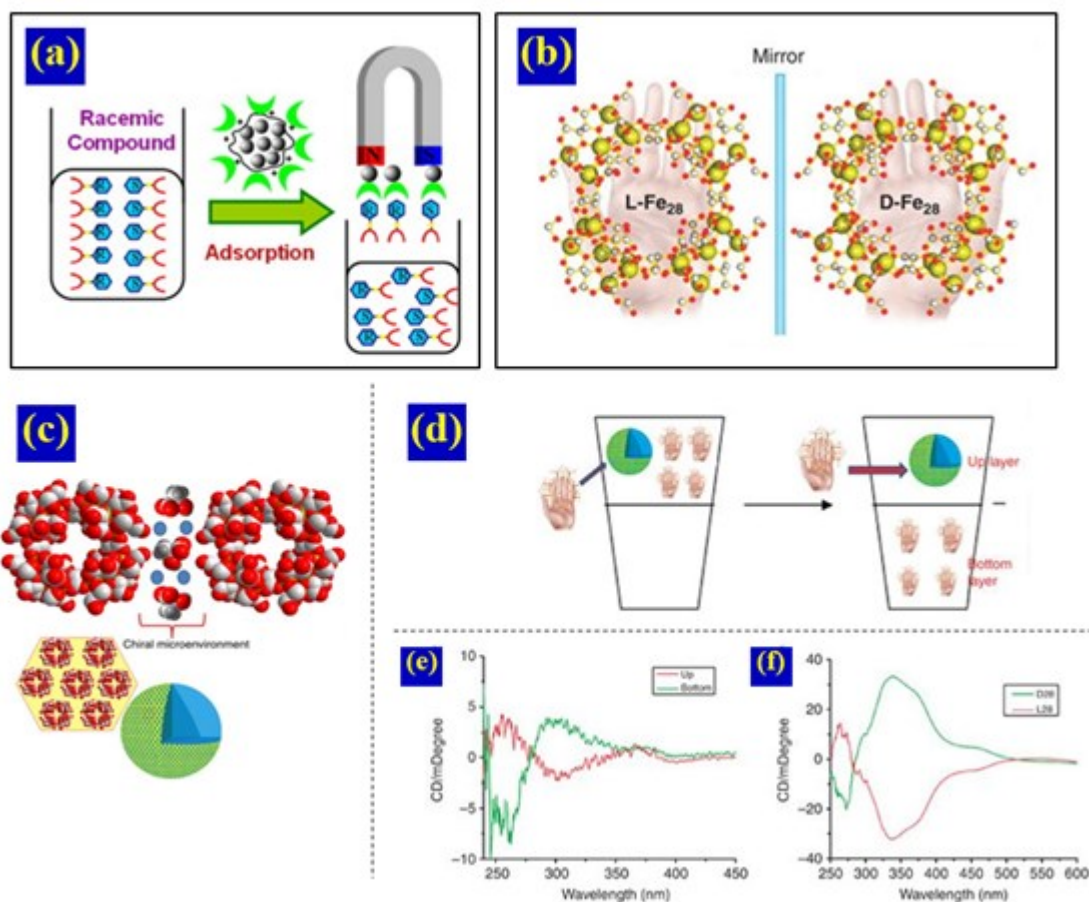 (a)
Racemic
Compound
Adsorption
(b)
Mirror
L-Fe28
D-Fe28
(c)
Chiral microenvironment
(d)
Up layer
Bottom
layer
(e)
10
5
0
−5
−10
CD/mDegree
Up
Bottom
250 300 350 400 450
Wavelength (nm)
(f)
40
20
0
−20
−40
CD/mDegree
D28
L28
250 300 350 400 450 500 550 600
Wavelength (nm)